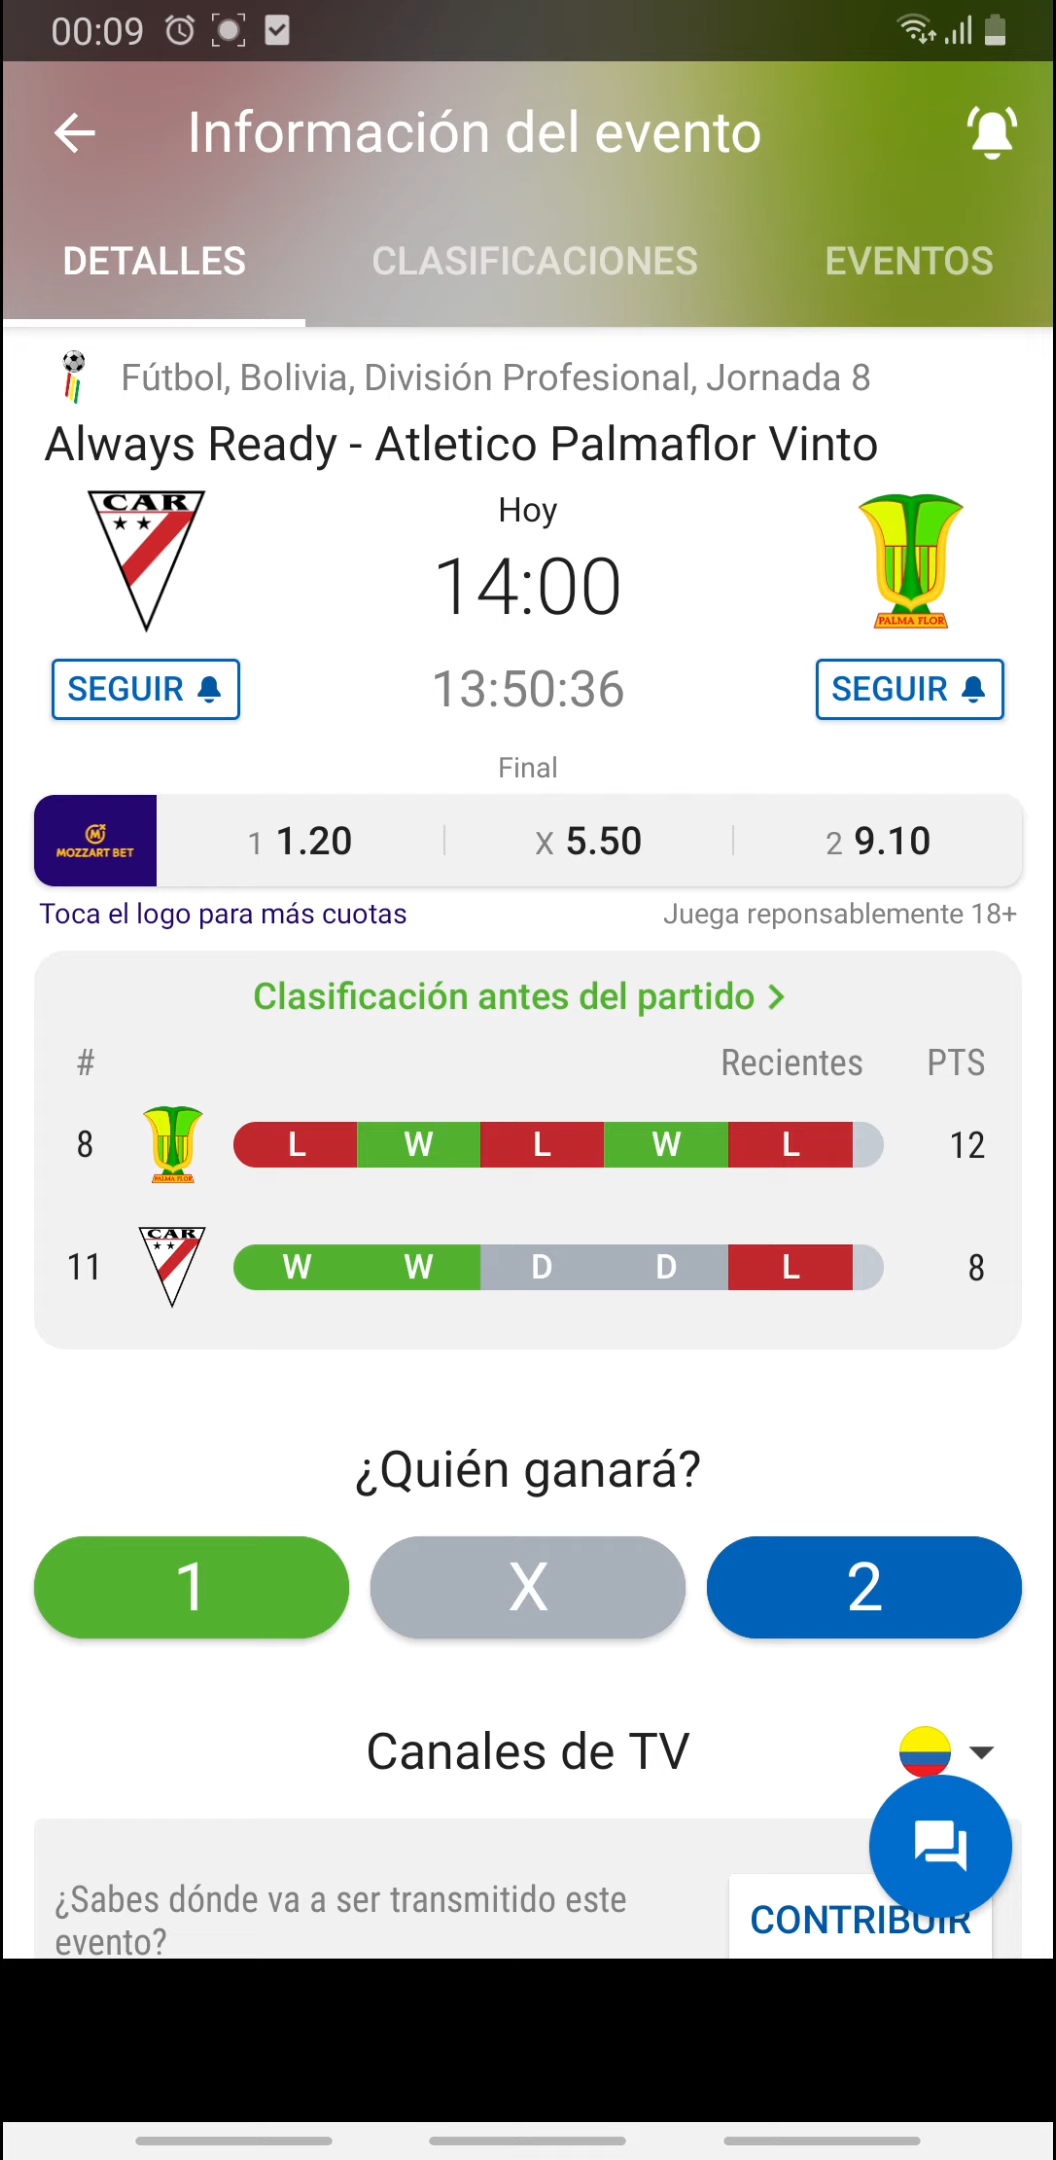 00:09
Información del evento
DETALLES CLASIFICACIONES EVENTOS
Fútbol, Bolivia, División Profesional, Jornada 8
Always Ready - Atletico Palmaflor Vinto
CAR
Hoy
14:00
PALMA FLOR
SEGUIR 13:50:36 SEGUIR
Final
MOZZART BET 1 1.20 X 5.50 2 9.10
Toca el logo para más cuotas Juega reponsablemente 18+
Clasificación antes del partido >
# Recientes PTS
8 PALMA FLOR L W L W L 12
11 CAR W W D D L 8
¿Quién ganará?
1 X 2
Canales de TV
¿Sabes dónde va a ser transmitido este
evento?
CONTRIBUIR